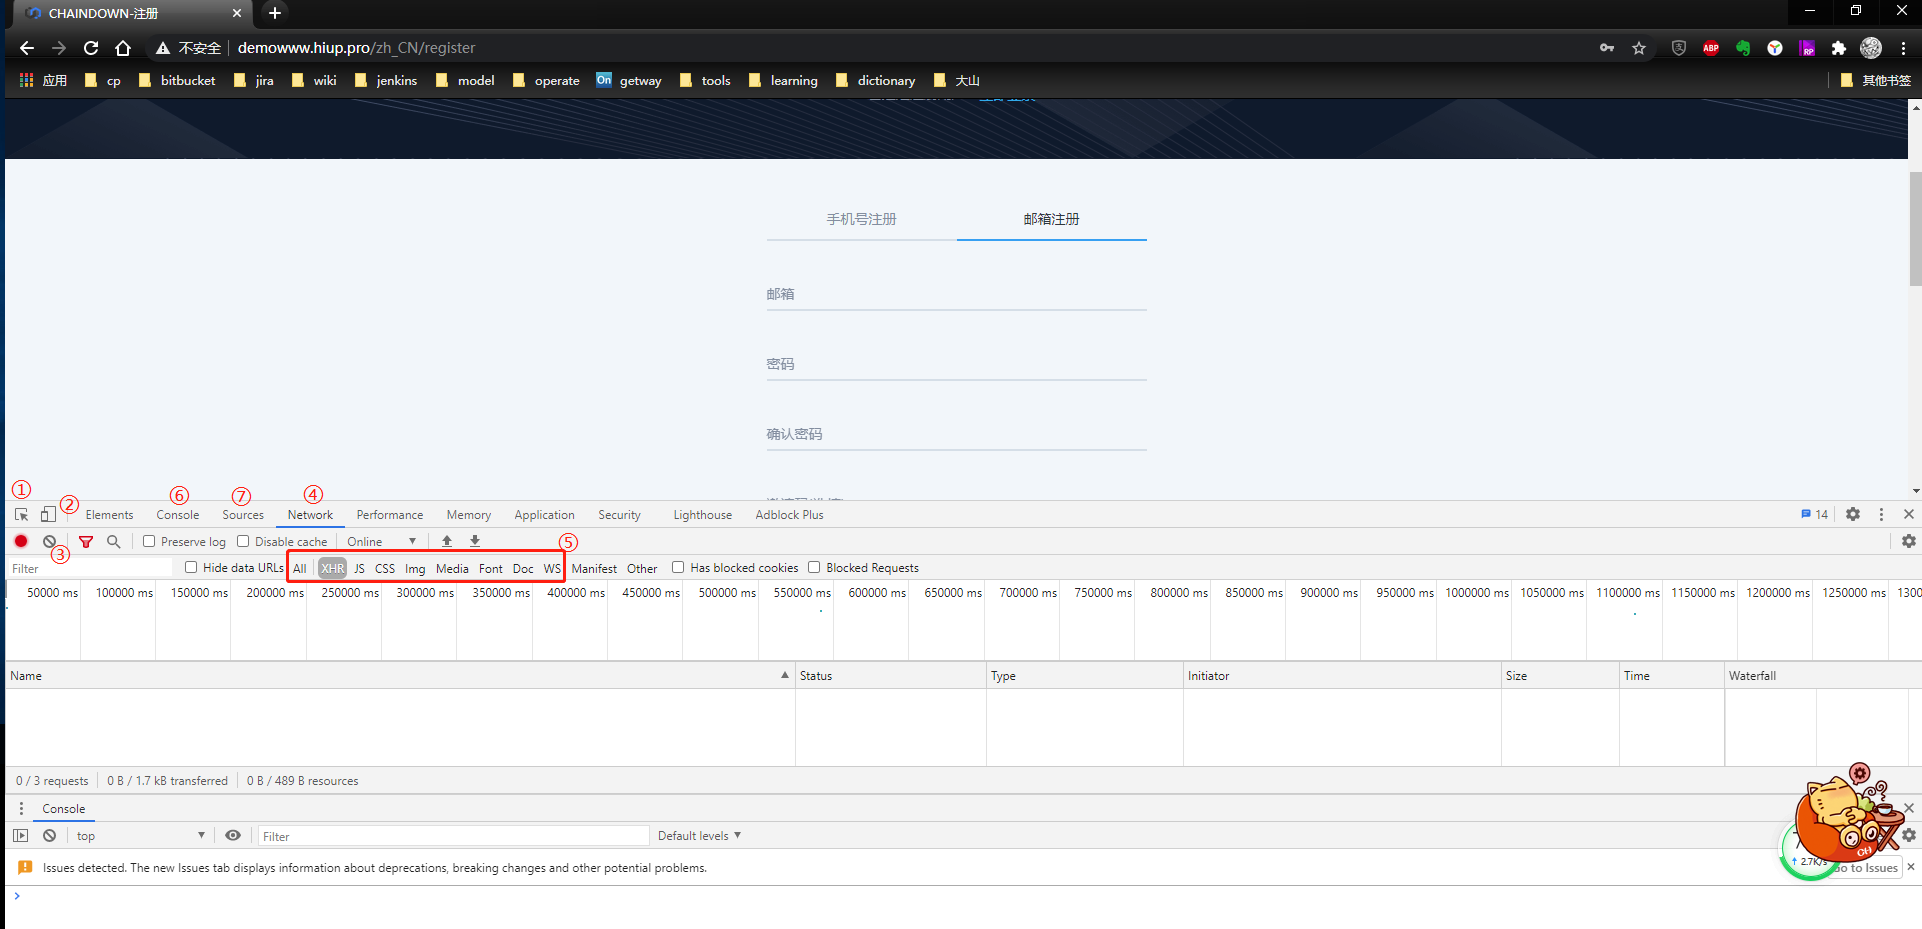 CHAINDOWN-注册
不安全 demowww.hiup.pro/zh_CN/register
ABP RP
应用 cp bitbucket jira wiki jenkins model operate On getway tools learning dictionary 大山 其他书签
手机号注册 邮箱注册
邮箱
密码
确认密码
① ② ⑥ ⑦ ④
Elements Console Sources Network Performance Memory Application Security Lighthouse Adblock Plus 14
Preserve log Disable cache Online
③ ⑤
Filter Hide data URLs All XHR JS CSS Img Media Font Doc WS Manifest Other Has blocked cookies Blocked Requests
50000 ms 100000 ms 150000 ms 200000 ms 250000 ms 300000 ms 350000 ms 400000 ms 450000 ms 500000 ms 550000 ms 600000 ms 650000 ms 700000 ms 750000 ms 800000 ms 850000 ms 900000 ms 950000 ms 1000000 ms 1050000 ms 1100000 ms 1150000 ms 1200000 ms 1250000 ms 1300
Name Status Type Initiator Size Time Waterfall
0 / 3 requests 0 B / 1.7 kB transferred 0 B / 489 B resources
Console
top Filter Default levels
2.7K/s
Issues detected. The new Issues tab displays information about deprecations, breaking changes and other potential problems. Go to Issues